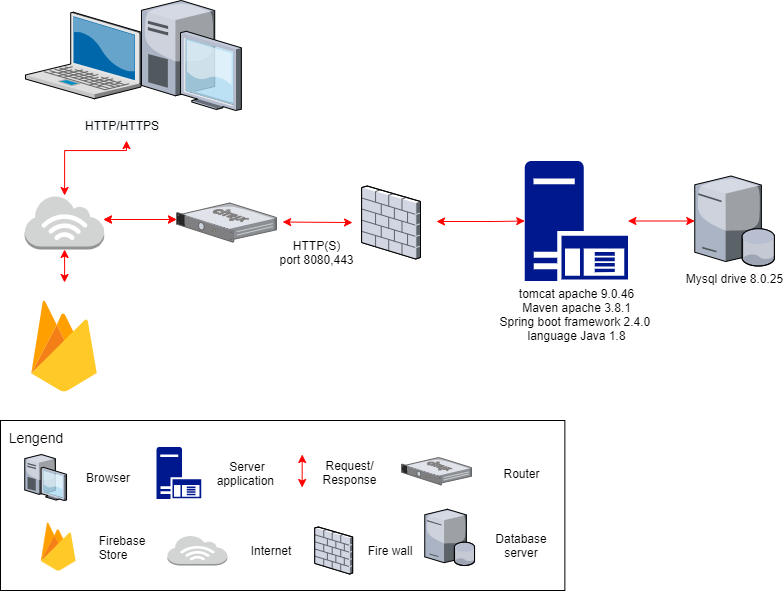 HTTP/HTTPS
citrix
HTTP(S)
port 8080,443
tomcat apache 9.0.46
Maven apache 3.8.1
Spring boot framework 2.4.0
language Java 1.8
Mysql drive 8.0.25
Lengend
Browser
Server
application
Request/
Response
citrix
Router
Firebase
Store
Internet
Fire wall
Database
server